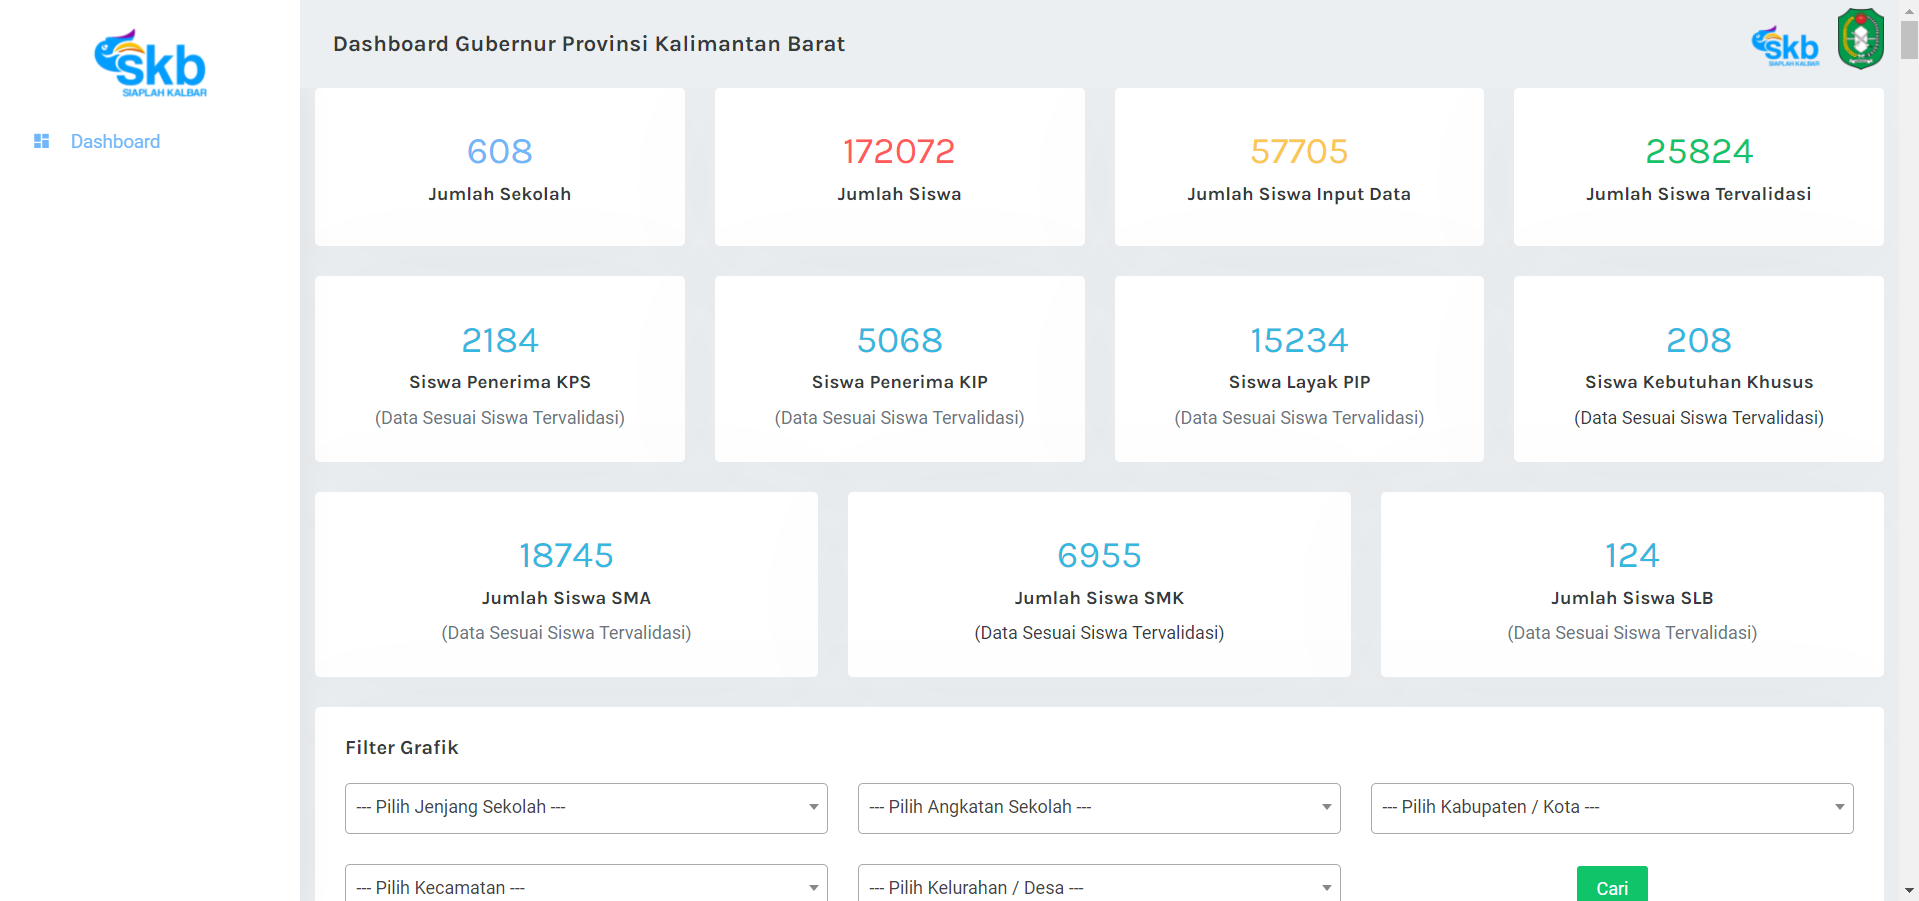 skb
SIAPLAH KALBAR
Dashboard
Dashboard Gubernur Provinsi Kalimantan Barat
skb
SIAPLAH KALBAR
608
Jumlah Sekolah
172072
Jumlah Siswa
57705
Jumlah Siswa Input Data
25824
Jumlah Siswa Tervalidasi
2184
Siswa Penerima KPS
(Data Sesuai Siswa Tervalidasi)
5068
Siswa Penerima KIP
(Data Sesuai Siswa Tervalidasi)
15234
Siswa Layak PIP
(Data Sesuai Siswa Tervalidasi)
208
Siswa Kebutuhan Khusus
(Data Sesuai Siswa Tervalidasi)
18745
Jumlah Siswa SMA
(Data Sesuai Siswa Tervalidasi)
6955
Jumlah Siswa SMK
(Data Sesuai Siswa Tervalidasi)
124
Jumlah Siswa SLB
(Data Sesuai Siswa Tervalidasi)
Filter Grafik
--- Pilih Jenjang Sekolah ---
--- Pilih Angkatan Sekolah ---
--- Pilih Kabupaten / Kota ---
--- Pilih Kecamatan ---
--- Pilih Kelurahan / Desa ---
Cari